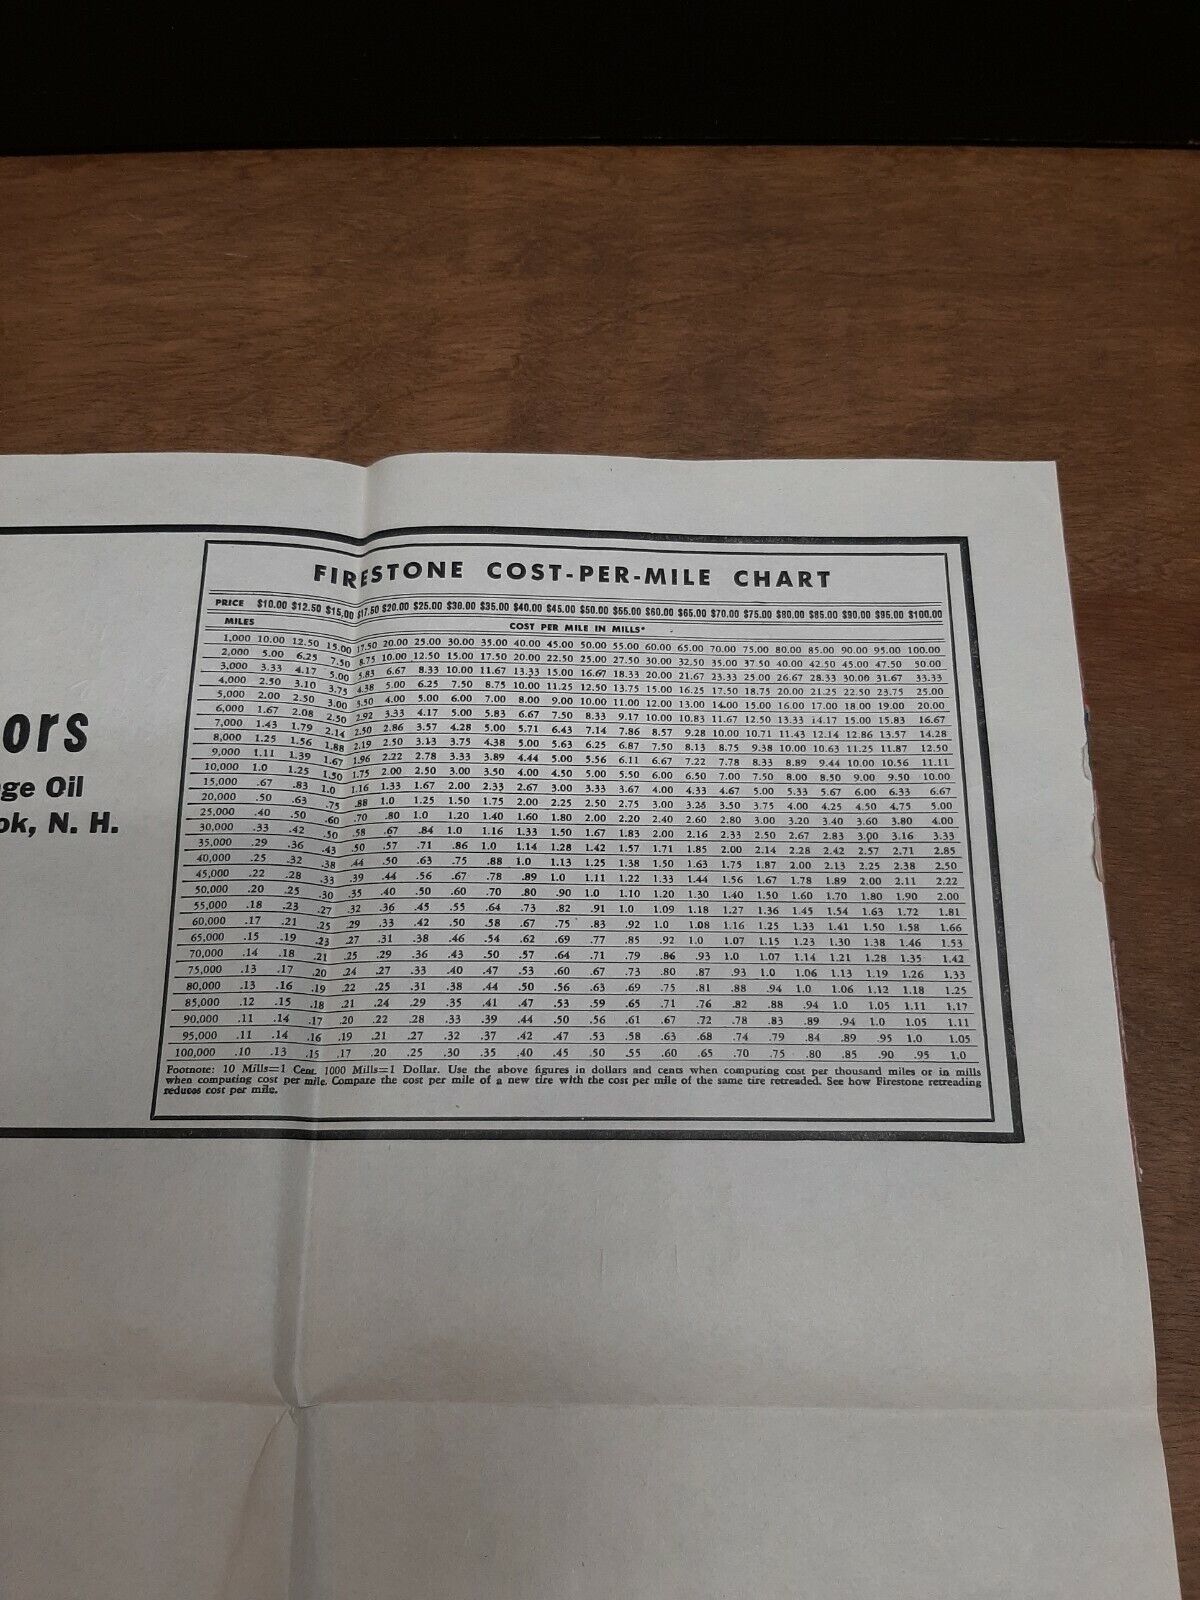 ors
ge Oil
ok, N. H.
FIRESTONE COST-PER-MILE CHART
PRICE $10.00 $12.50 $15.00 $17.50 $20.00 $25.00 $30.00 $35.00 $40.00 $45.00 $50.00 $55.00 $60.00 $65.00 $70.00 $75.00 $80.00 $85.00 $90.00 $95.00 $100.00
MILES COST PER MILE IN MILLS*
1,000 10.00 12.50 15.00 17.50 20.00 25.00 30.00 35.00 40.00 45.00 50.00 55.00 60.00 65.00 70.00 75.00 80.00 85.00 90.00 95.00 100.00
2,000 5.00 6.25 7.50 8.75 10.00 12.50 15.00 17.50 20.00 22.50 25.00 27.50 30.00 32.50 35.00 37.50 40.00 42.50 45.00 47.50 50.00
3,000 3.33 4.17 5.00 5.83 6.67 8.33 10.00 11.67 13.33 15.00 16.67 18.33 20.00 21.67 23.33 25.00 26.67 28.33 30.00 31.67 33.33
4,000 2.50 3.10 3.75 4.38 5.00 6.25 7.50 8.75 10.00 11.25 12.50 13.75 15.00 16.25 17.50 18.75 20.00 21.25 22.50 23.75 25.00
5,000 2.00 2.50 3.00 3.50 4.00 5.00 6.00 7.00 8.00 9.00 10.00 11.00 12.00 13.00 14.00 15.00 16.00 17.00 18.00 19.00 20.00
6,000 1.67 2.08 2.50 2.92 3.33 4.17 5.00 5.83 6.67 7.50 8.33 9.17 10.00 10.83 11.67 12.50 13.33 14.17 15.00 15.83 16.67
7,000 1.43 1.79 2.14 2.50 2.86 3.57 4.28 5.00 5.71 6.43 7.14 7.86 8.57 9.28 10.00 10.71 11.43 12.14 12.86 13.57 14.28
8,000 1.25 1.56 1.88 2.19 2.50 3.13 3.75 4.38 5.00 5.63 6.25 6.87 7.50 8.13 8.75 9.38 10.00 10.63 11.25 11.87 12.50
9,000 1.11 1.39 1.67 1.96 2.22 2.78 3.33 3.89 4.44 5.00 5.56 6.11 6.67 7.22 7.78 8.33 8.89 9.44 10.00 10.56 11.11
10,000 1.0 1.25 1.50 1.75 2.00 2.50 3.00 3.50 4.00 4.50 5.00 5.50 6.00 6.50 7.00 7.50 8.00 8.50 9.00 9.50 10.00
15,000 .67 .83 1.0 1.16 1.33 1.67 2.00 2.33 2.67 3.00 3.33 3.67 4.00 4.33 4.67 5.00 5.33 5.67 6.00 6.33 6.67
20,000 .50 .63 .75 .88 1.0 1.25 1.50 1.75 2.00 2.25 2.50 2.75 3.00 3.25 3.50 3.75 4.00 4.25 4.50 4.75 5.00
25,000 .40 .50 .60 .70 .80 1.0 1.20 1.40 1.60 1.80 2.00 2.20 2.40 2.60 2.80 3.00 3.20 3.40 3.60 3.80 4.00
30,000 .33 .42 .50 .58 .67 .84 1.0 1.16 1.33 1.50 1.67 1.83 2.00 2.16 2.33 2.50 2.67 2.83 3.00 3.16 3.33
35,000 .29 .36 .43 .50 .57 .71 .86 1.0 1.14 1.28 1.42 1.57 1.71 1.85 2.00 2.14 2.28 2.42 2.57 2.71 2.85
40,000 .25 .32 .38 .44 .50 .63 .75 .88 1.0 1.13 1.25 1.38 1.50 1.63 1.75 1.87 2.00 2.13 2.25 2.38 2.50
45,000 .22 .28 .33 .39 .44 .56 .67 .78 .89 1.0 1.11 1.22 1.33 1.44 1.56 1.67 1.78 1.89 2.00 2.11 2.22
50,000 .20 .25 .30 .35 .40 .50 .60 .70 .80 .90 1.0 1.10 1.20 1.30 1.40 1.50 1.60 1.70 1.80 1.90 2.00
55,000 .18 .23 .27 .32 .36 .45 .55 .64 .73 .82 .91 1.0 1.09 1.18 1.27 1.36 1.45 1.54 1.63 1.72 1.81
60,000 .17 .21 .25 .29 .33 .42 .50 .58 .67 .75 .83 .92 1.0 1.08 1.16 1.25 1.33 1.41 1.50 1.58 1.66
65,000 .15 .19 .23 .27 .31 .38 .46 .54 .62 .69 .77 .85 .92 1.0 1.07 1.15 1.23 1.30 1.38 1.46 1.53
70,000 .14 .18 .21 .25 .29 .36 .43 .50 .57 .64 .71 .79 .86 .93 1.0 1.07 1.14 1.21 1.28 1.35 1.42
75,000 .13 .17 .20 .24 .27 .33 .40 .47 .53 .60 .67 .73 .80 .87 .93 1.0 1.06 1.13 1.19 1.26 1.33
80,000 .13 .16 .19 .22 .25 .31 .38 .44 .50 .56 .63 .69 .75 .81 .88 .94 1.0 1.06 1.12 1.18 1.25
85,000 .12 .15 .18 .21 .24 .29 .35 .41 .47 .53 .59 .65 .71 .76 .82 .88 .94 1.0 1.05 1.11 1.17
90,000 .11 .14 .17 .20 .22 .28 .33 .39 .44 .50 .56 .61 .67 .72 .78 .83 .89 .94 1.0 1.05 1.11
95,000 .11 .14 .16 .19 .21 .27 .32 .37 .42 .47 .53 .58 .63 .68 .74 .79 .84 .89 .95 1.0 1.05
100,000 .10 .13 .15 .17 .20 .25 .30 .35 .40 .45 .50 .55 .60 .65 .70 .75 .80 .85 .90 .95 1.0
Footnote: 10 Mills=1 Cent. 1000 Mills=1 Dollar. Use the above figures in dollars and cents when computing cost per thousand miles or in mills
when computing cost per mile. Compare the cost per mile of a new tire with the cost per mile of the same tire retreaded. See how Firestone retreading
reduces cost per mile.